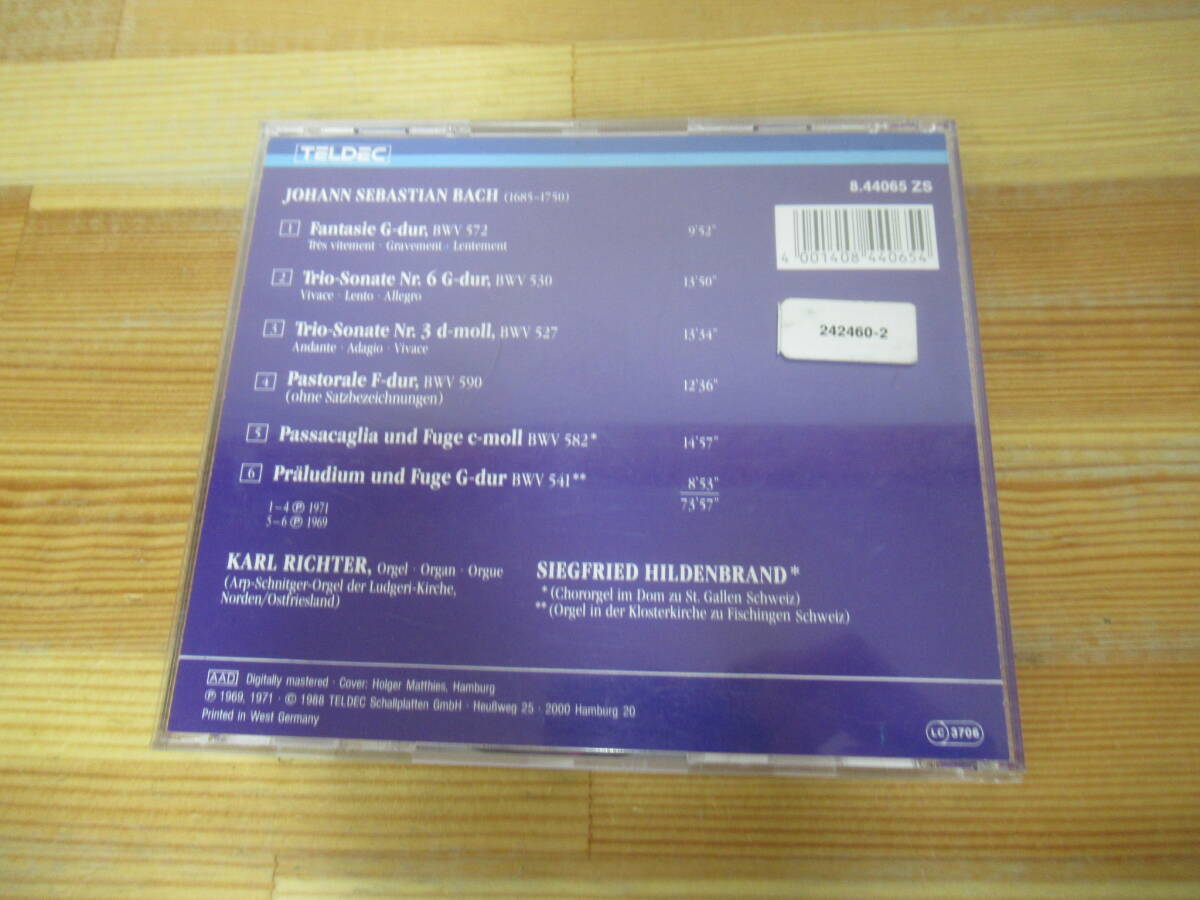 TELDEC
8.44065 ZS
JOHANN SEBASTIAN BACH (1685–1750)
1 Fantasie G-dur, BWV 572 9'52"
Très vitement · Gravement · Lentement
4 001408 440654
2 Trio-Sonate Nr. 6 G-dur, BWV 530 13'50"
Vivace · Lento · Allegro
242460-2
3 Trio-Sonate Nr. 3 d-moll, BWV 527 13'34"
Andante · Adagio · Vivace
4 Pastorale F-dur, BWV 590 12'36"
(ohne Satzbezeichnungen)
5 Passacaglia und Fuge c-moll BWV 582* 14'57"
6 Präludium und Fuge G-dur BWV 541** 8'53"
73'57"
1–4 Ⓟ 1971
5–6 Ⓟ 1969
KARL RICHTER, Orgel · Organ · Orgue
(Arp-Schnitger-Orgel der Ludgeri-Kirche,
Norden/Ostfriesland)
SIEGFRIED HILDENBRAND*
*(Chororgel im Dom zu St. Gallen Schweiz)
**(Orgel in der Klosterkirche zu Fischingen Schweiz)
AAD Digitally mastered · Cover: Holger Matthies, Hamburg
Ⓟ 1969, 1971 · © 1988 TELDEC Schallplatten GmbH · Heußweg 25 · 2000 Hamburg 20
Printed in West Germany
LC 3706